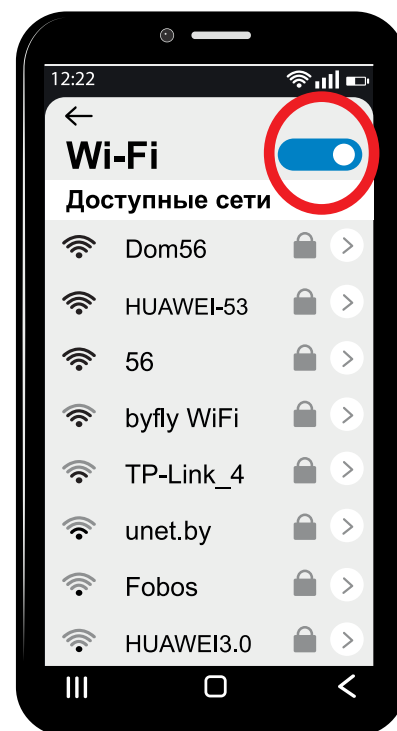 12:22
Wi-Fi
Доступные сети
Dom56
HUAWEI-53
56
byfly WiFi
TP-Link_4
unet.by
Fobos
HUAWEI3.0